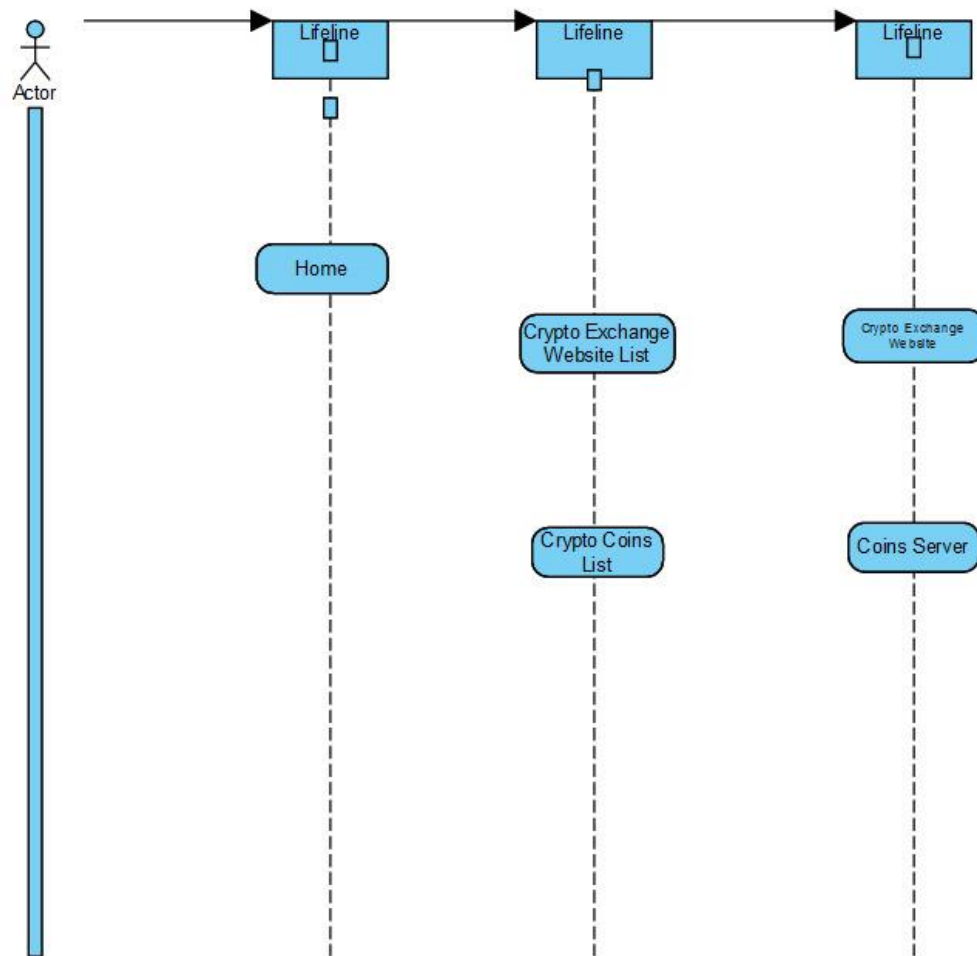 Lifeline
Lifeline
Lifeline
Actor
Home
Crypto Exchange
Website List
Crypto Exchange
Website
Crypto Coins
List
Coins Server